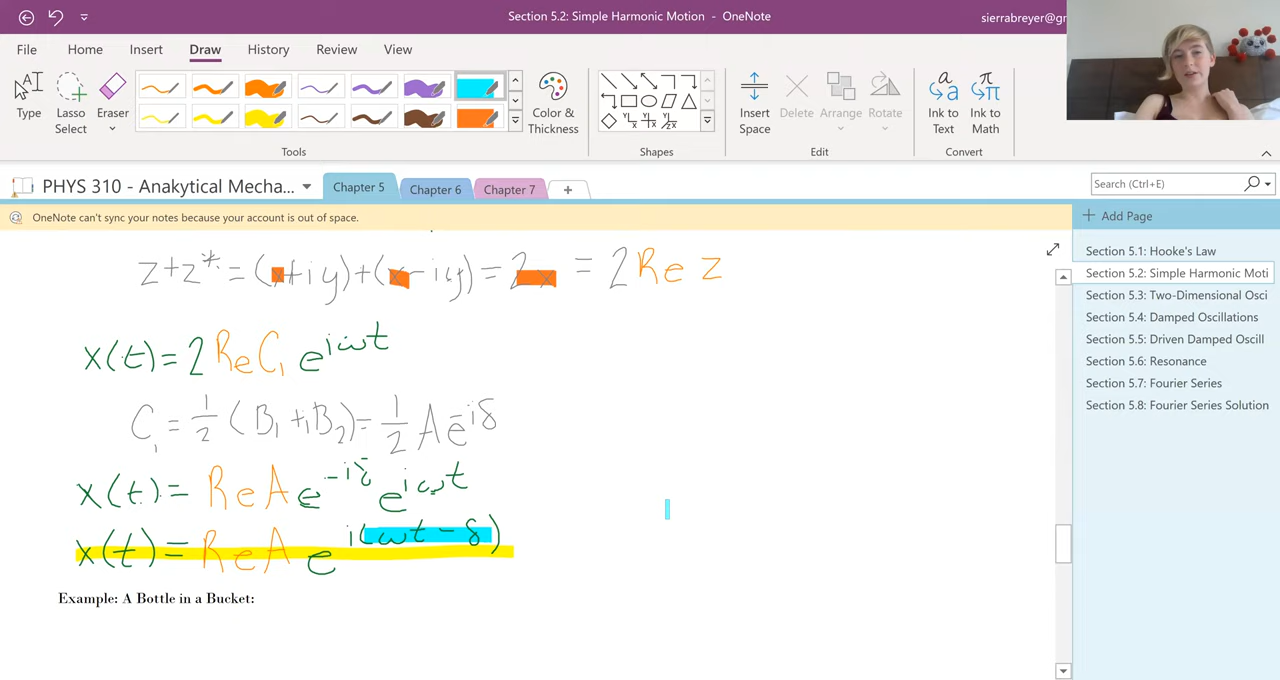 Section 5.2: Simple Harmonic Motion - OneNote
sierrabreyer@gr
File Home Insert Draw History Review View
Type
Lasso Select
Eraser
Color & Thickness
Insert Space
Delete
Arrange
Rotate
Ink to Text
Ink to Math
Tools
Shapes
Edit
Convert
PHYS 310 - Anakytical Mecha...
Chapter 5
Chapter 6
Chapter 7
Search (Ctrl+E)
OneNote can't sync your notes because your account is out of space.
Add Page
Section 5.1: Hooke's Law
Section 5.2: Simple Harmonic Moti
Section 5.3: Two-Dimensional Osci
Section 5.4: Damped Oscillations
Section 5.5: Driven Damped Oscill
Section 5.6: Resonance
Section 5.7: Fourier Series
Section 5.8: Fourier Series Solution
z+z* = (x+iy)+(x-iy) = 2x = 2 Re z
x(t) = 2 Re C₁ e^{iωt}
C₁ = 1/2 (B₁ + iB₂) = 1/2 A e^{-iδ}
x(t) = Re A e^{-iδ} e^{iωt}
x(t) = Re A e^{i(ωt-δ)}
Example: A Bottle in a Bucket: